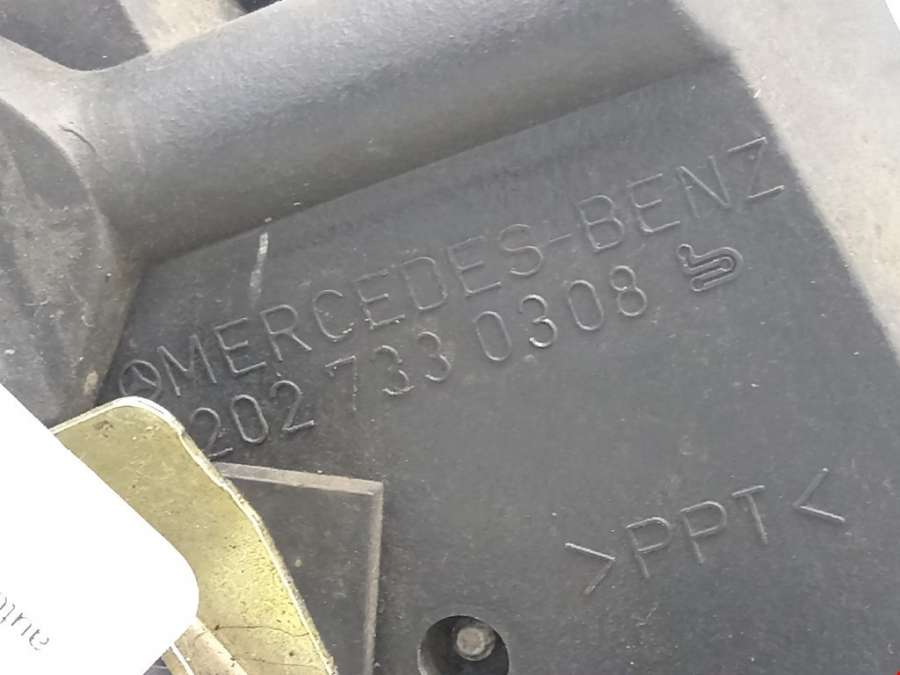 MERCEDES-BENZ
202 733 0308
>PPT<